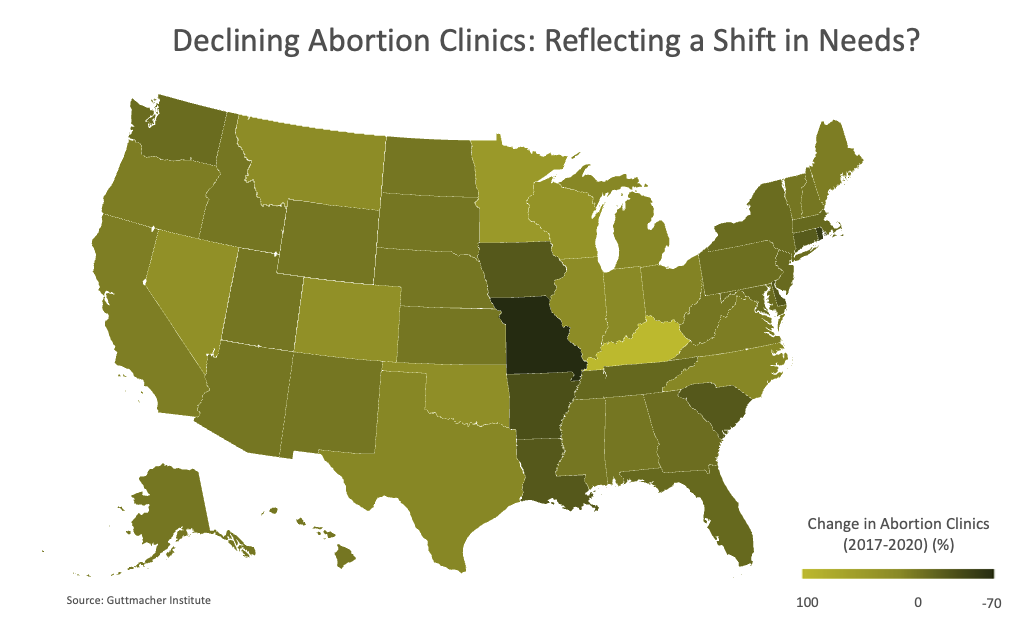 Declining Abortion Clinics: Reflecting a Shift in Needs?
Change in Abortion Clinics
(2017-2020) (%)
100 0 -70
Source: Guttmacher Institute